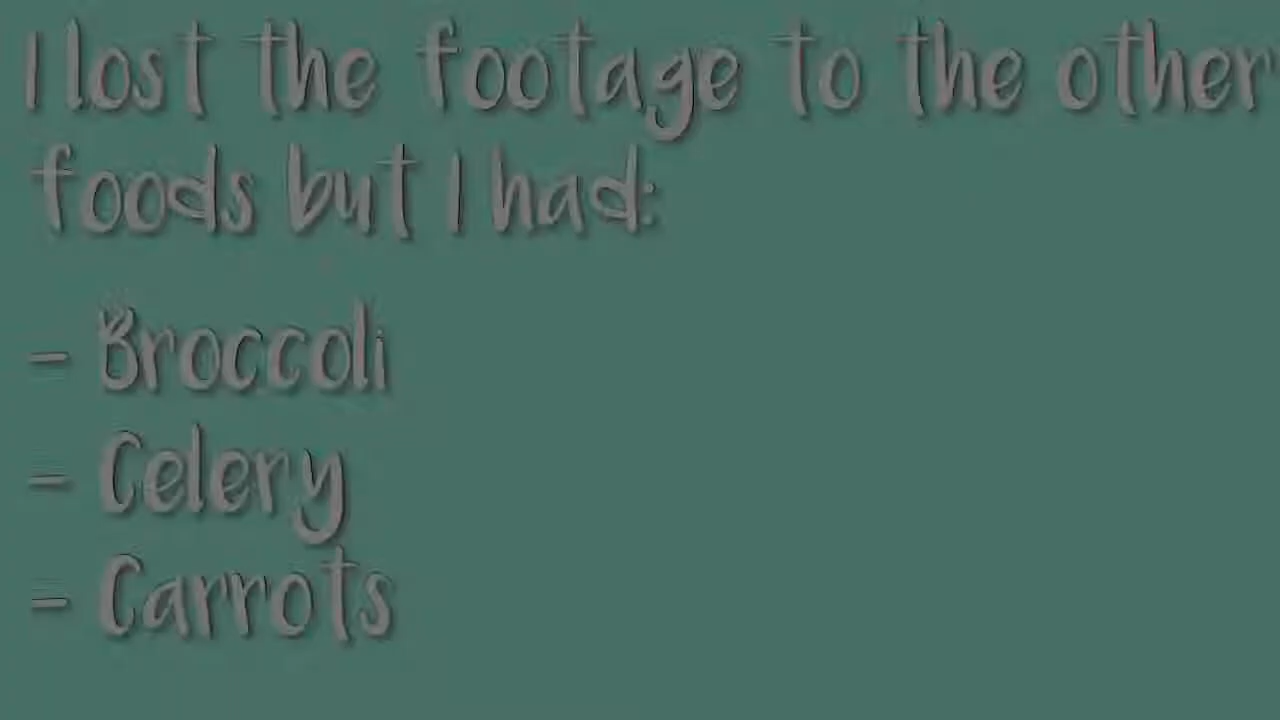 I lost the footage to the other
foods but I had:
- Broccoli
- Celery
- Carrots